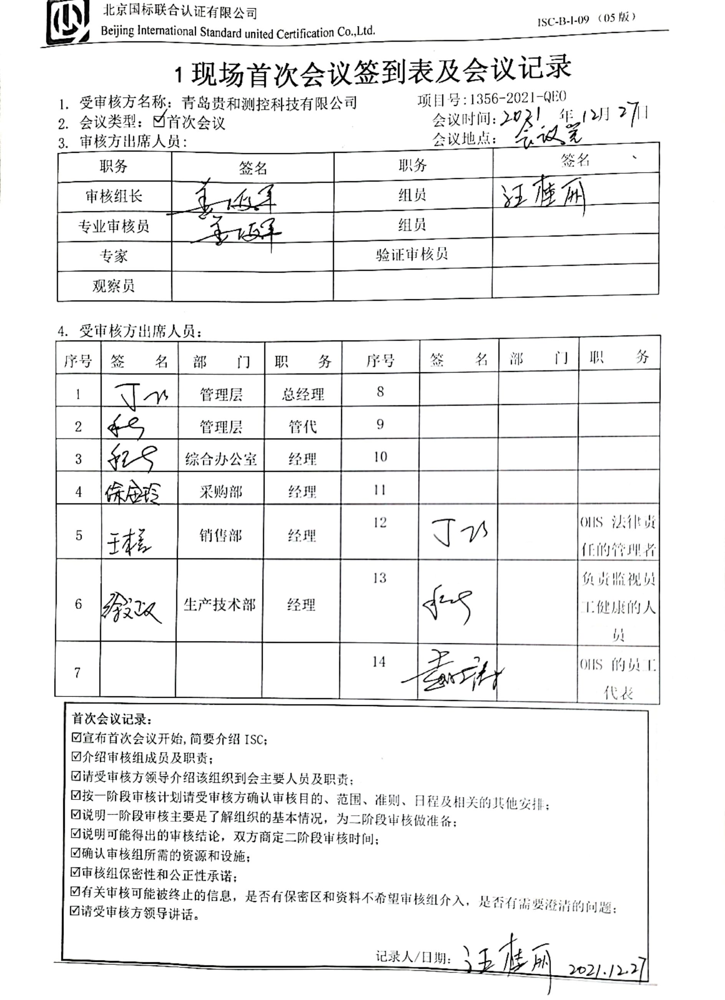 北京国标联合认证有限公司
Beijing International Standard united Certification Co.,Ltd.
ISC-B-I-09 （05版）
1 现场首次会议签到表及会议记录
1. 受审核方名称：青岛贵和测控科技有限公司 项目号:1356-2021-QEO
2. 会议类型：☑首次会议 会议时间:2021 年 12月 27日
3. 审核方出席人员： 会议地点： 会议室
职务 签名 职务 签名
审核组长 组员 汪桂丽
专业审核员 组员
专家 验证审核员
观察员
4. 受审核方出席人员：
序号 签 名 部 门 职 务 序号 签 名 部 门 职 务
1 管理层 总经理 8
2 管理层 管代 9
3 综合办公室 经理 10
4 徐金玲 采购部 经理 11
5 销售部 经理 12 OHS 法律责
任的管理者
6 生产技术部 经理 13 负责监视员
工健康的人
员
7 14 OHS 的员工
代表
首次会议记录：
☑宣布首次会议开始,简要介绍 ISC；
☑介绍审核组成员及职责；
☑请受审核方领导介绍该组织到会主要人员及职责；
☑按一阶段审核计划请受审核方确认审核目的、范围、准则、日程及相关的其他安排；
☑说明一阶段审核主要是了解组织的基本情况，为二阶段审核做准备；
☑说明可能得出的审核结论，双方商定二阶段审核时间；
☑确认审核组所需的资源和设施；
☑审核组保密性和公正性承诺；
☑有关审核可能被终止的信息，是否有保密区和资料不希望审核组介入，是否有需要澄清的问题；
☑请受审核方领导讲话。
记录人/日期：汪桂丽 2021.12.27